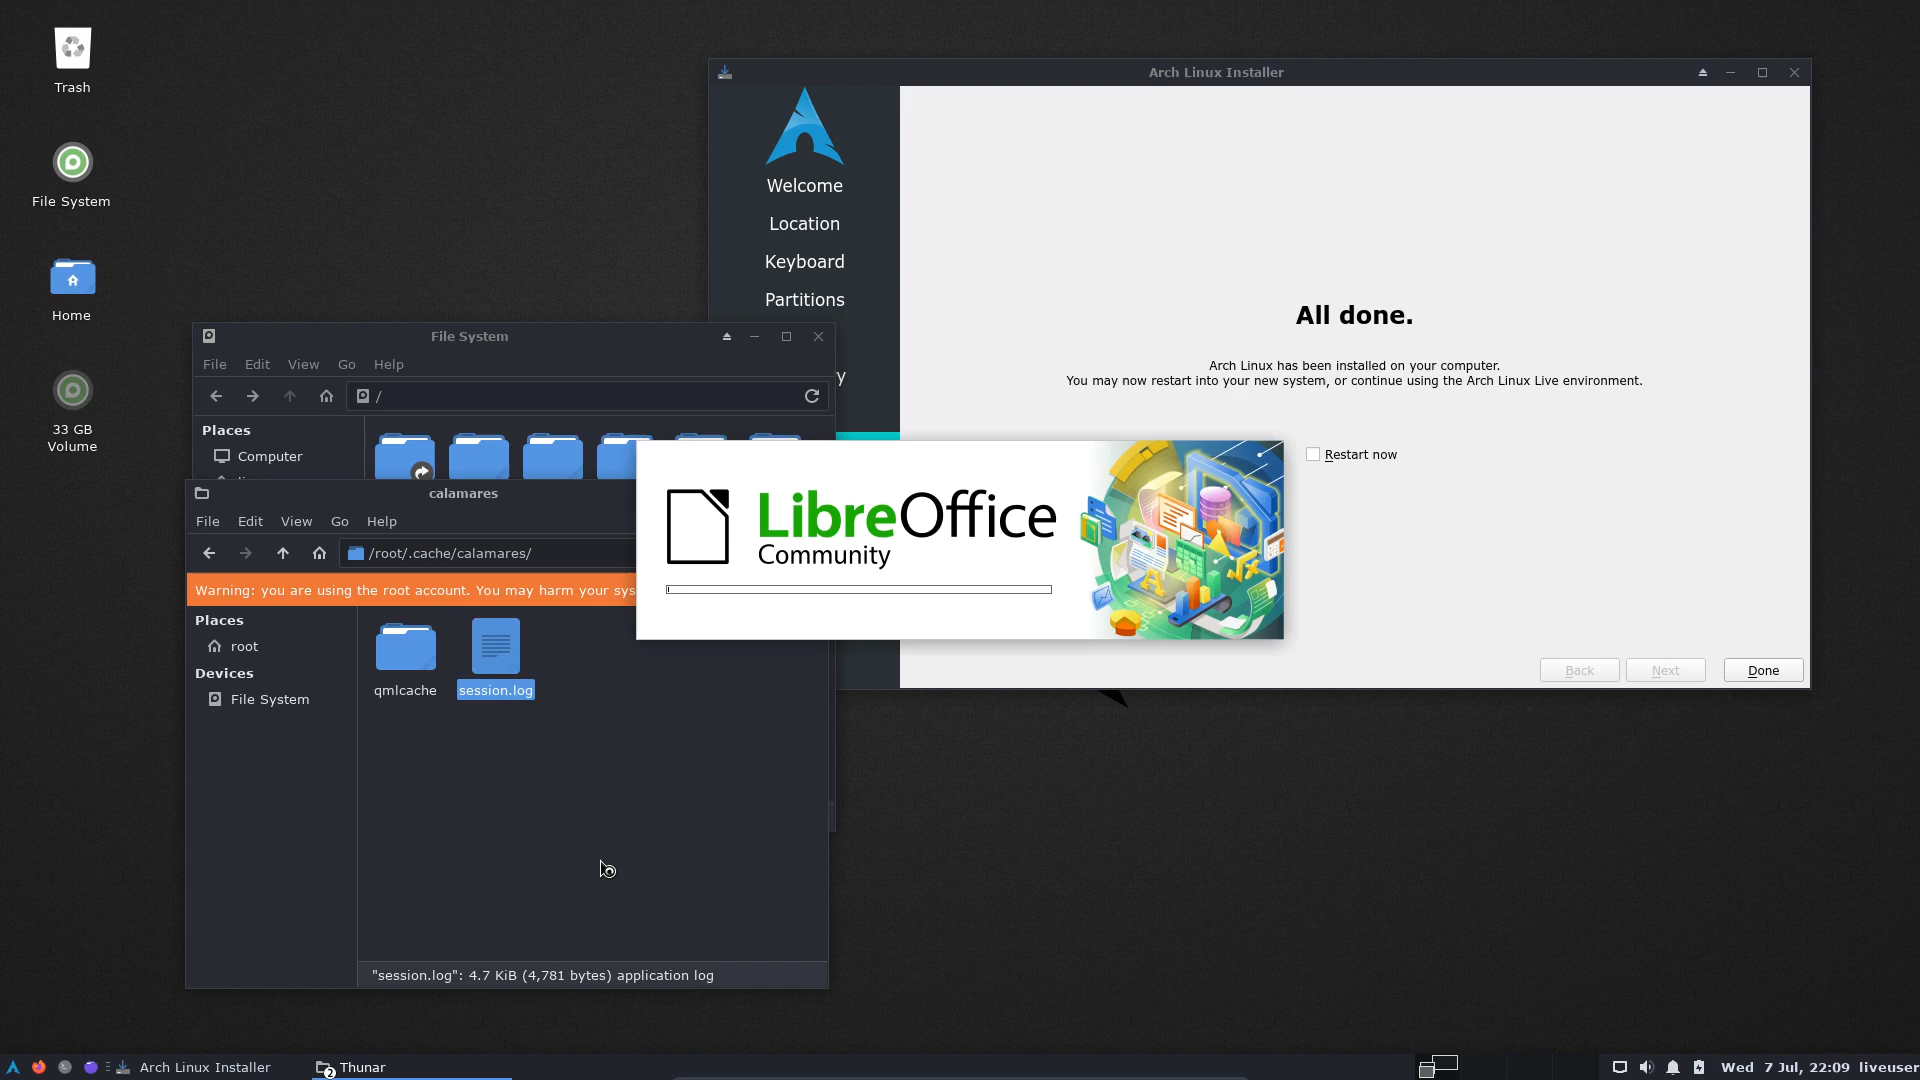 Trash
File System
Home
33 GB
Volume
Arch Linux Installer
Welcome
Location
Keyboard
Partitions
All done.
Arch Linux has been installed on your computer.
You may now restart into your new system, or continue using the Arch Linux Live environment.
Restart now
Back
Next
Done
File System
File Edit View Go Help
/
Places
Computer
LibreOffice
Community
calamares
File Edit View Go Help
/root/.cache/calamares/
Warning: you are using the root account. You may harm your sys
Places
root
Devices
File System
qmlcache
session.log
"session.log": 4.7 KiB (4,781 bytes) application log
Arch Linux Installer
2
Thunar
Wed 7 Jul, 22:09 liveuser